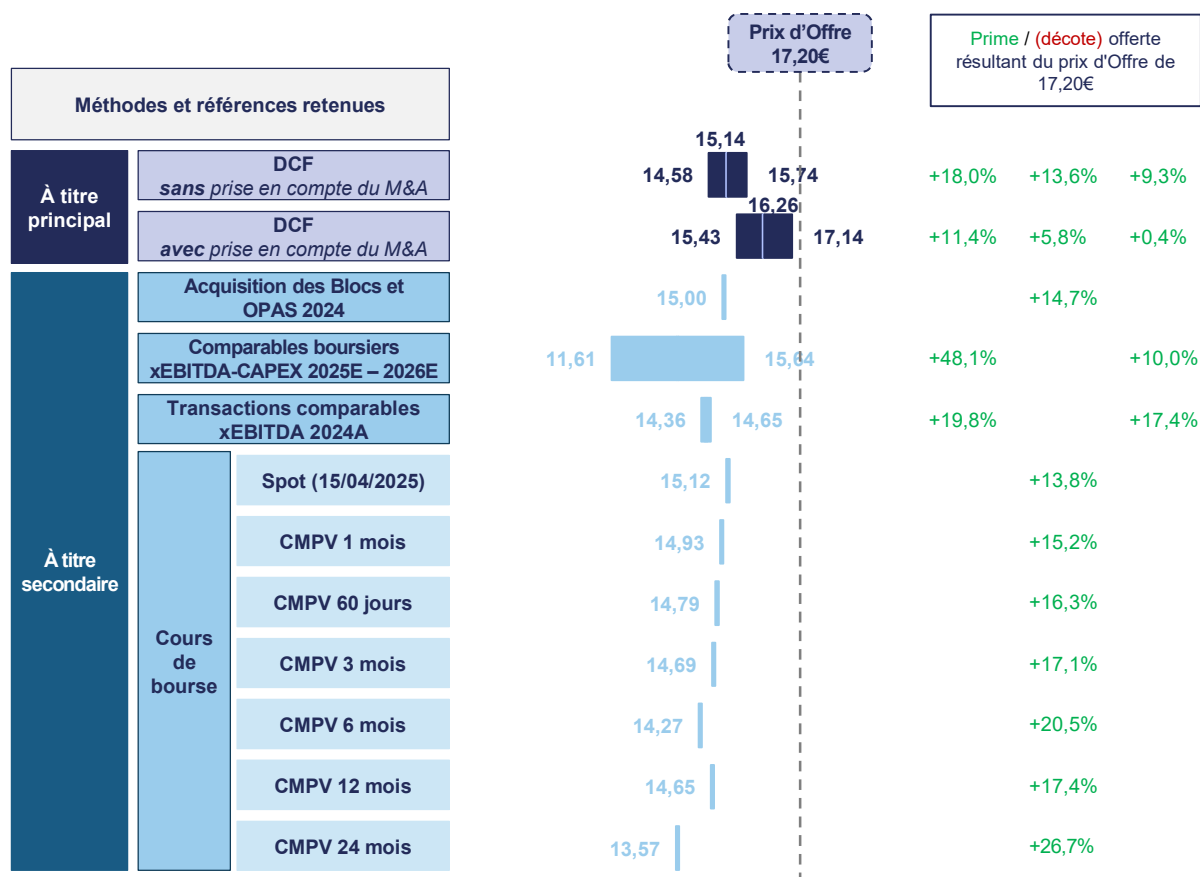 Prix d'Offre
17,20€
Prime / (décote) offerte
résultant du prix d'Offre de
17,20€
Méthodes et références retenues
À titre
principal
DCF
sans prise en compte du M&A
14,58
15,14
15,74
+18,0%
+13,6%
+9,3%
DCF
avec prise en compte du M&A
15,43
16,26
17,14
+11,4%
+5,8%
+0,4%
À titre
secondaire
Acquisition des Blocs et
OPAS 2024
15,00
+14,7%
Comparables boursiers
xEBITDA-CAPEX 2025E – 2026E
11,61
15,64
+48,1%
+10,0%
Transactions comparables
xEBITDA 2024A
14,36
14,65
+19,8%
+17,4%
Cours
de
bourse
Spot (15/04/2025)
15,12
+13,8%
CMPV 1 mois
14,93
+15,2%
CMPV 60 jours
14,79
+16,3%
CMPV 3 mois
14,69
+17,1%
CMPV 6 mois
14,27
+20,5%
CMPV 12 mois
14,65
+17,4%
CMPV 24 mois
13,57
+26,7%